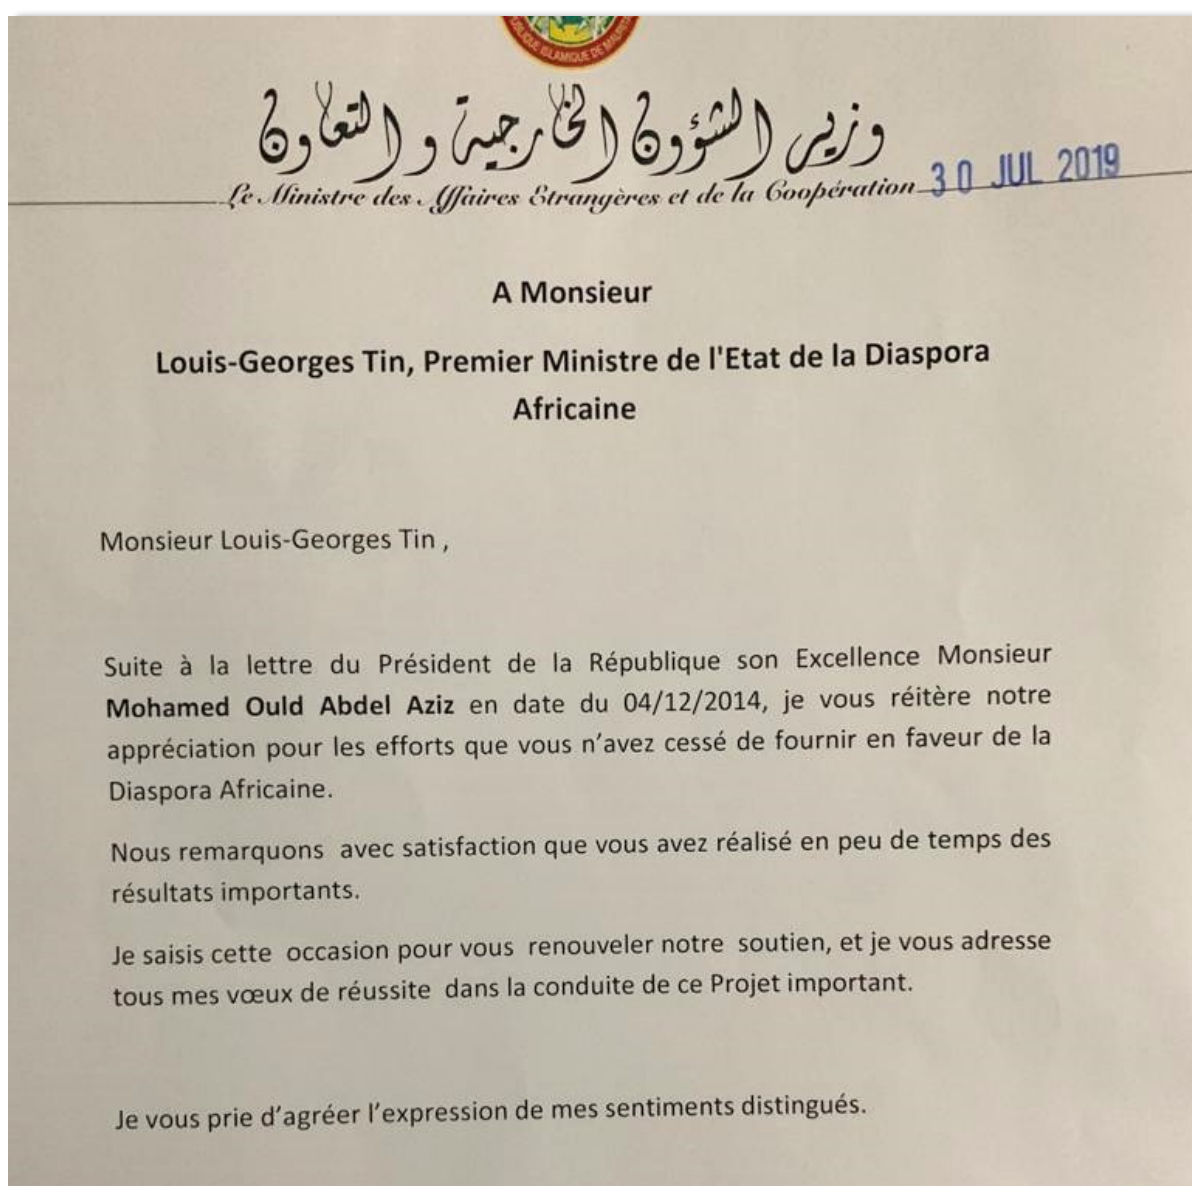 RÉPUBLIQUE ISLAMIQUE DE
وزير الشؤون الخارجية و التعاون
Le Ministre des Affaires Etrangères et de la Coopération
30 JUL 2019
A Monsieur
Louis-Georges Tin, Premier Ministre de l'Etat de la Diaspora
Africaine
Monsieur Louis-Georges Tin ,
Suite à la lettre du Président de la République son Excellence Monsieur
Mohamed Ould Abdel Aziz en date du 04/12/2014, je vous réitère notre
appréciation pour les efforts que vous n’avez cessé de fournir en faveur de la
Diaspora Africaine.
Nous remarquons avec satisfaction que vous avez réalisé en peu de temps des
résultats importants.
Je saisis cette occasion pour vous renouveler notre soutien, et je vous adresse
tous mes vœux de réussite dans la conduite de ce Projet important.
Je vous prie d’agréer l’expression de mes sentiments distingués.